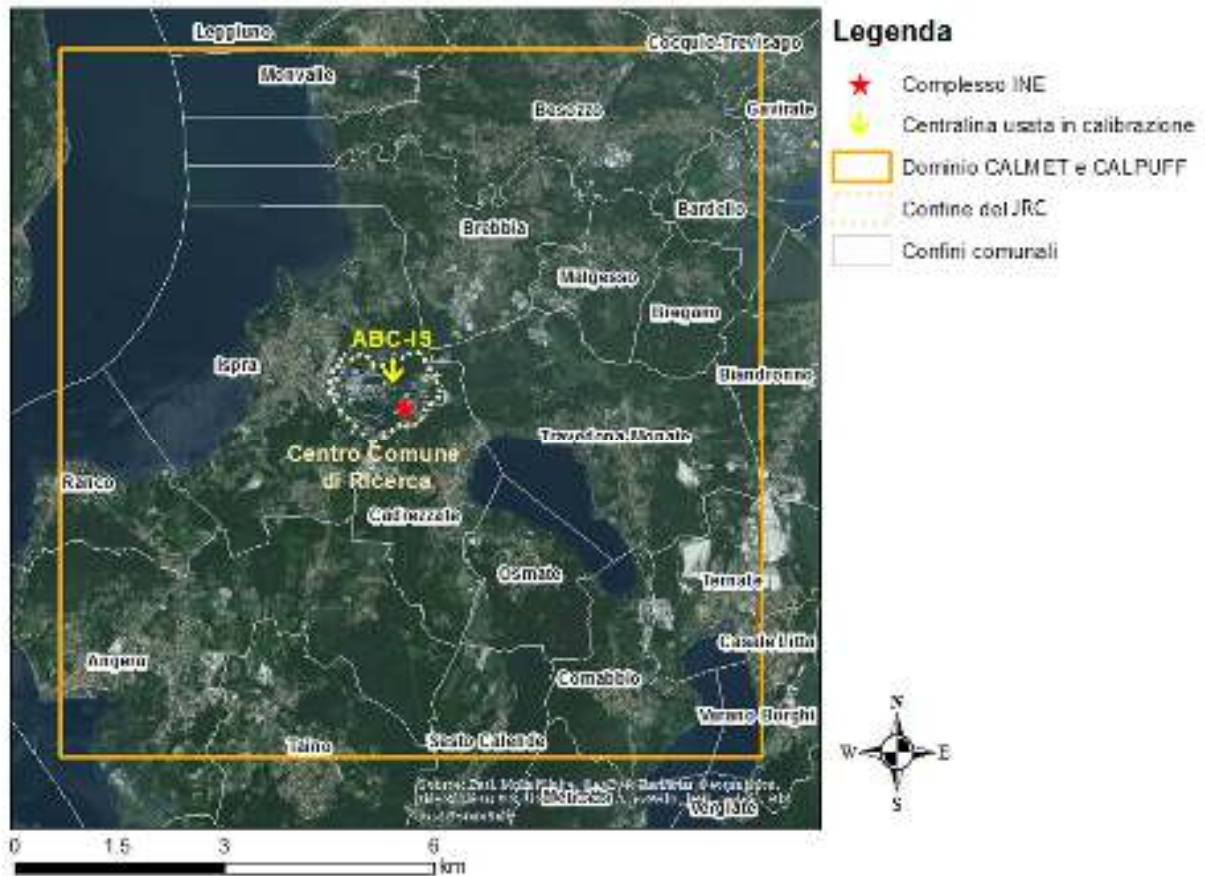 Leggiuno
Cocquio-Trevisago
Monvalle
Besozzo
Gavirate
Bardello
Brebbia
Malgesso
Bregano
ABC-IS
Ispra
Biandronno
Travedona-Monate
Centro Comune
di Ricerca
Ranco
Cadrezzate
Osmate
Ternate
Casale Litta
Angera
Comabbio
Varano Borghi
Sesto Calende
Taino
Mercallo
Vergiate
Legenda
Complesso INE
Centralina usata in calibrazione
Dominio CALMET e CALPUFF
Confine del JRC
Confini comunali
N
W E
S
0 1.5 3 6
km